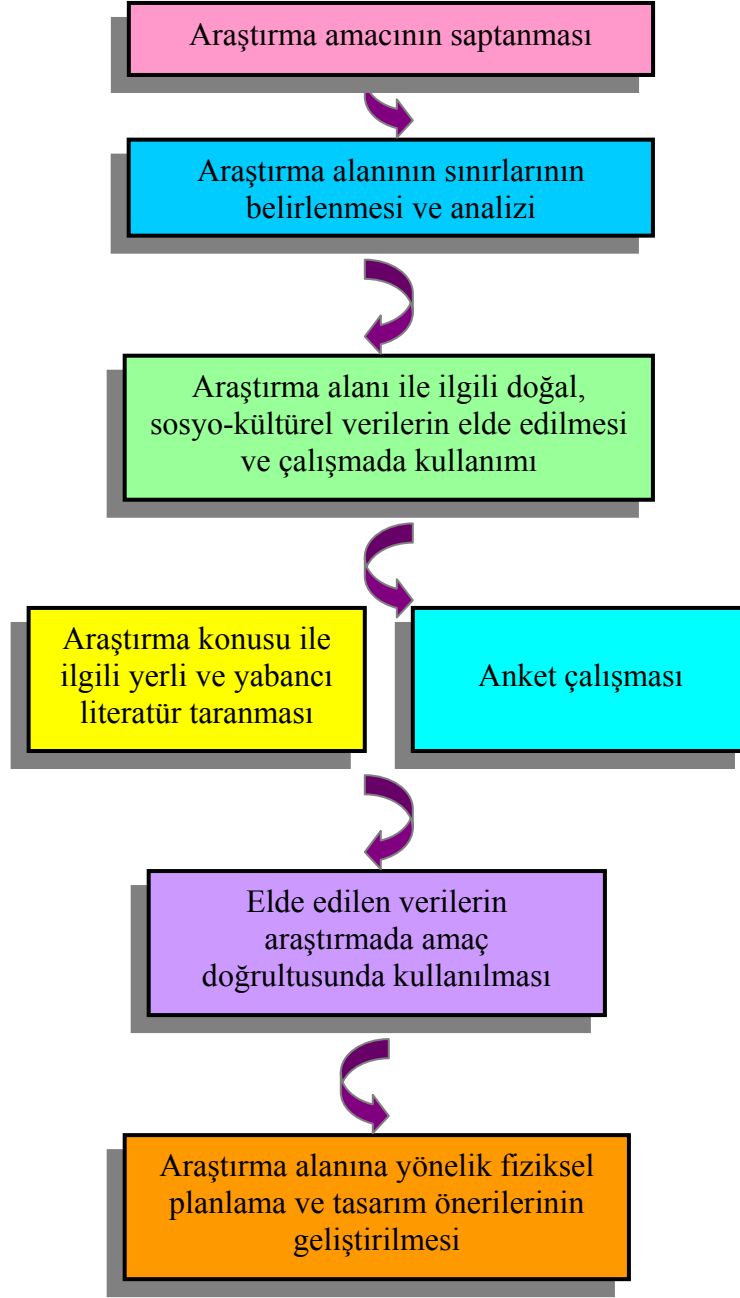 Araştırma amacının saptanması
Araştırma alanının sınırlarının
belirlenmesi ve analizi
Araştırma alanı ile ilgili doğal,
sosyo-kültürel verilerin elde edilmesi
ve çalışmada kullanımı
Araştırma konusu ile
ilgili yerli ve yabancı
literatür taranması
Anket çalışması
Elde edilen verilerin
araştırmada amaç
doğrultusunda kullanılması
Araştırma alanına yönelik fiziksel
planlama ve tasarım önerilerinin
geliştirilmesi